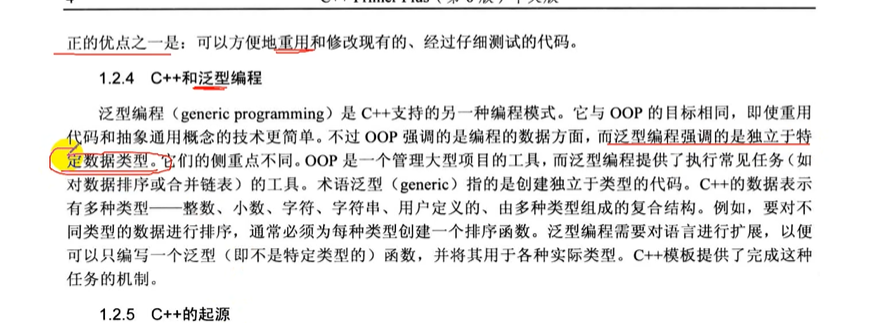 正的优点之一是：可以方便地重用和修改现有的、经过仔细测试的代码。
1.2.4 C++和泛型编程
泛型编程（generic programming）是 C++支持的另一种编程模式。它与 OOP 的目标相同，即使重用
代码和抽象通用概念的技术更简单。不过 OOP 强调的是编程的数据方面，而泛型编程强调的是独立于特
定数据类型。它们的侧重点不同。OOP 是一个管理大型项目的工具，而泛型编程提供了执行常见任务（如
对数据排序或合并链表）的工具。术语泛型（generic）指的是创建独立于类型的代码。C++的数据表示
有多种类型——整数、小数、字符、字符串、用户定义的、由多种类型组成的复合结构。例如，要对不
同类型的数据进行排序，通常必须为每种类型创建一个排序函数。泛型编程需要对语言进行扩展，以便
可以只编写一个泛型（即不是特定类型的）函数，并将其用于各种实际类型。C++模板提供了完成这种
任务的机制。
1.2.5 C++的起源